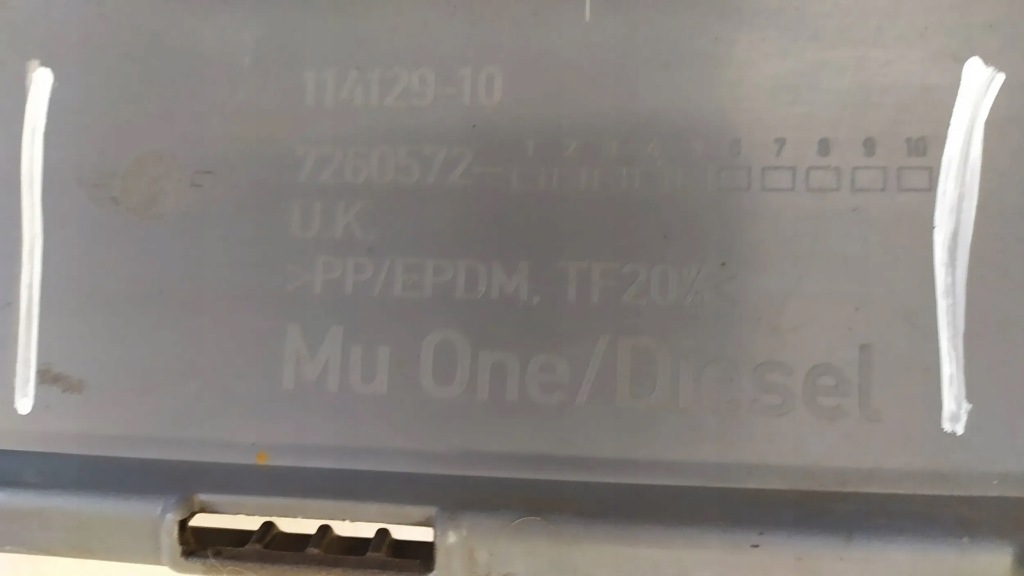 114129-10
7260572- 1 2 3 4 5 6 7 8 9 10
U.K.
>PP/EPDM, TF20%<
Mu One/Diesel